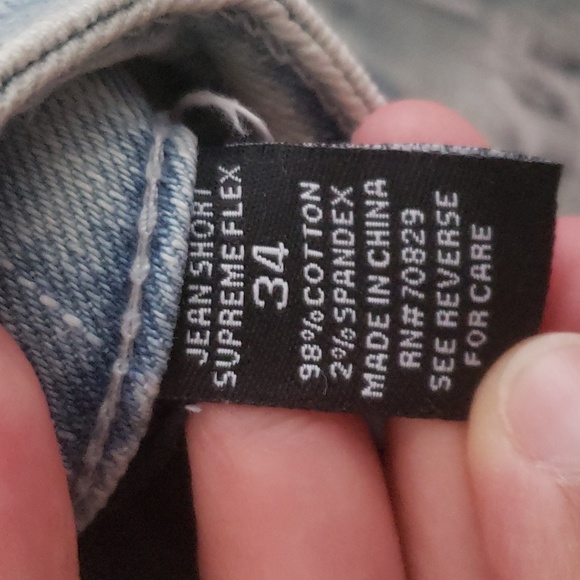 JEAN SHORT
SUPREME FLEX
34
98% COTTON
2% SPANDEX
MADE IN CHINA
RN# 70829
SEE REVERSE
FOR CARE